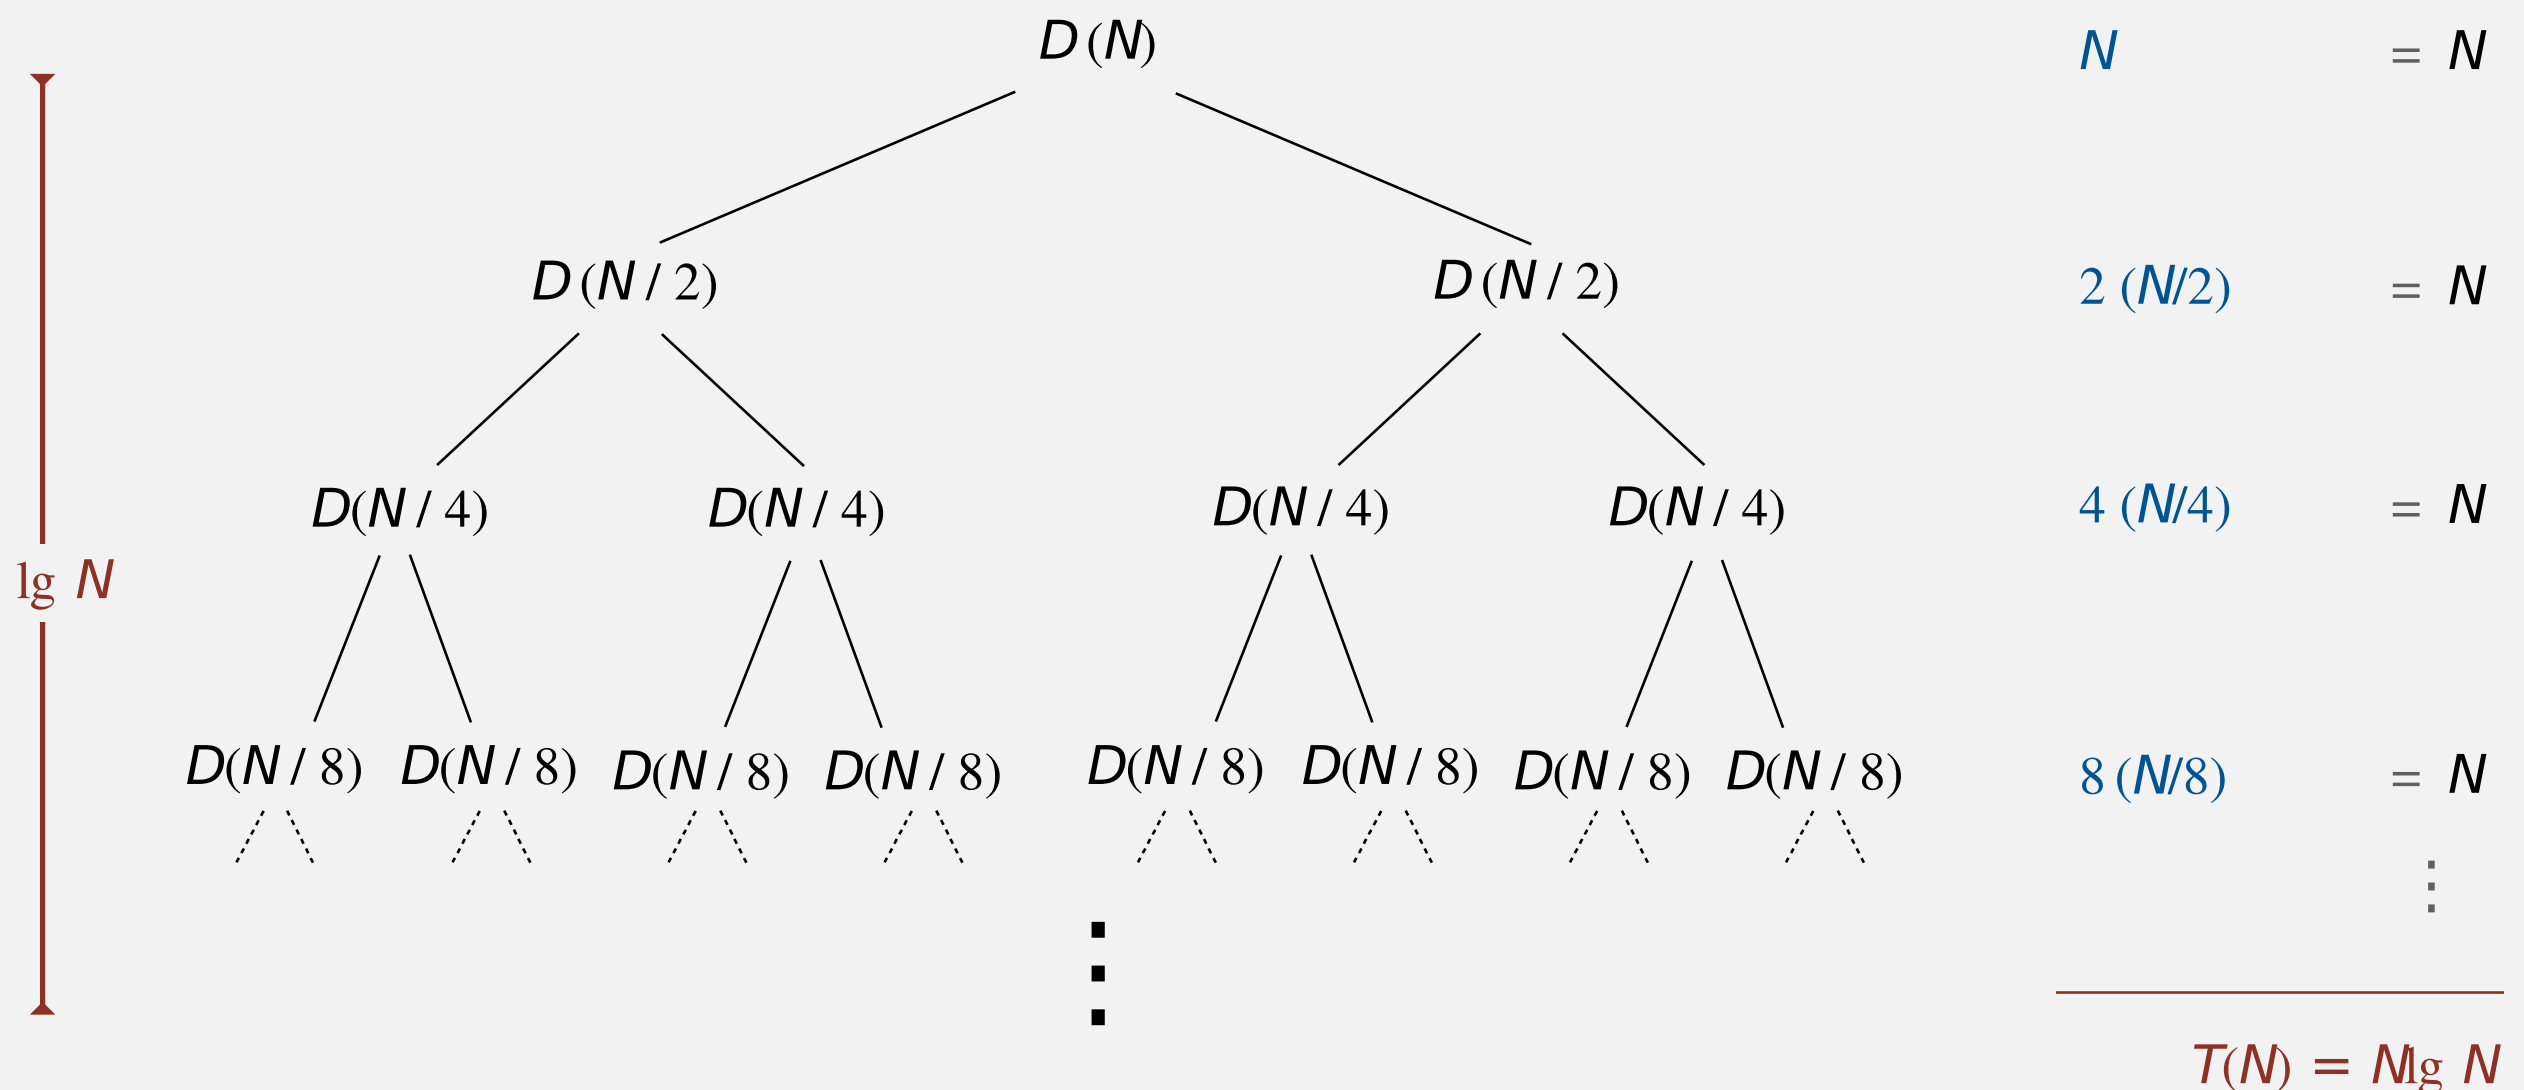 D (N) N = N
D (N / 2) D (N / 2) 2 (N/2) = N
D(N / 4) D(N / 4) D(N / 4) D(N / 4) 4 (N/4) = N
lg N
D(N / 8) D(N / 8) D(N / 8) D(N / 8) D(N / 8) D(N / 8) D(N / 8) D(N / 8) 8 (N/8) = N
T(N) = N lg N